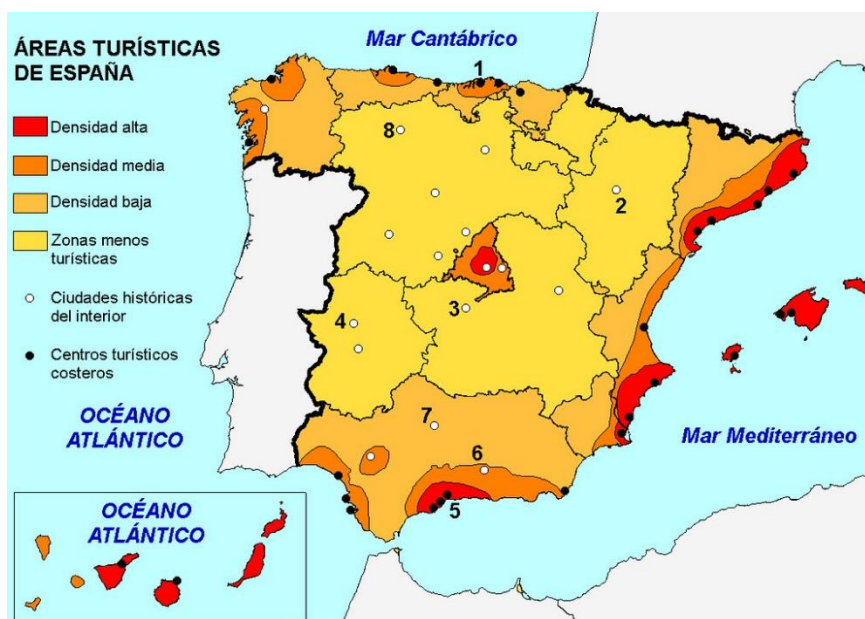 ÁREAS TURÍSTICAS
DE ESPAÑA
Densidad alta
Densidad media
Densidad baja
Zonas menos
turísticas
Ciudades históricas
del interior
Centros turísticos
costeros
Mar Cantábrico
1
8
2
3
4
OCÉANO
ATLÁNTICO
Mar Mediterráneo
7
6
5
OCÉANO
ATLÁNTICO